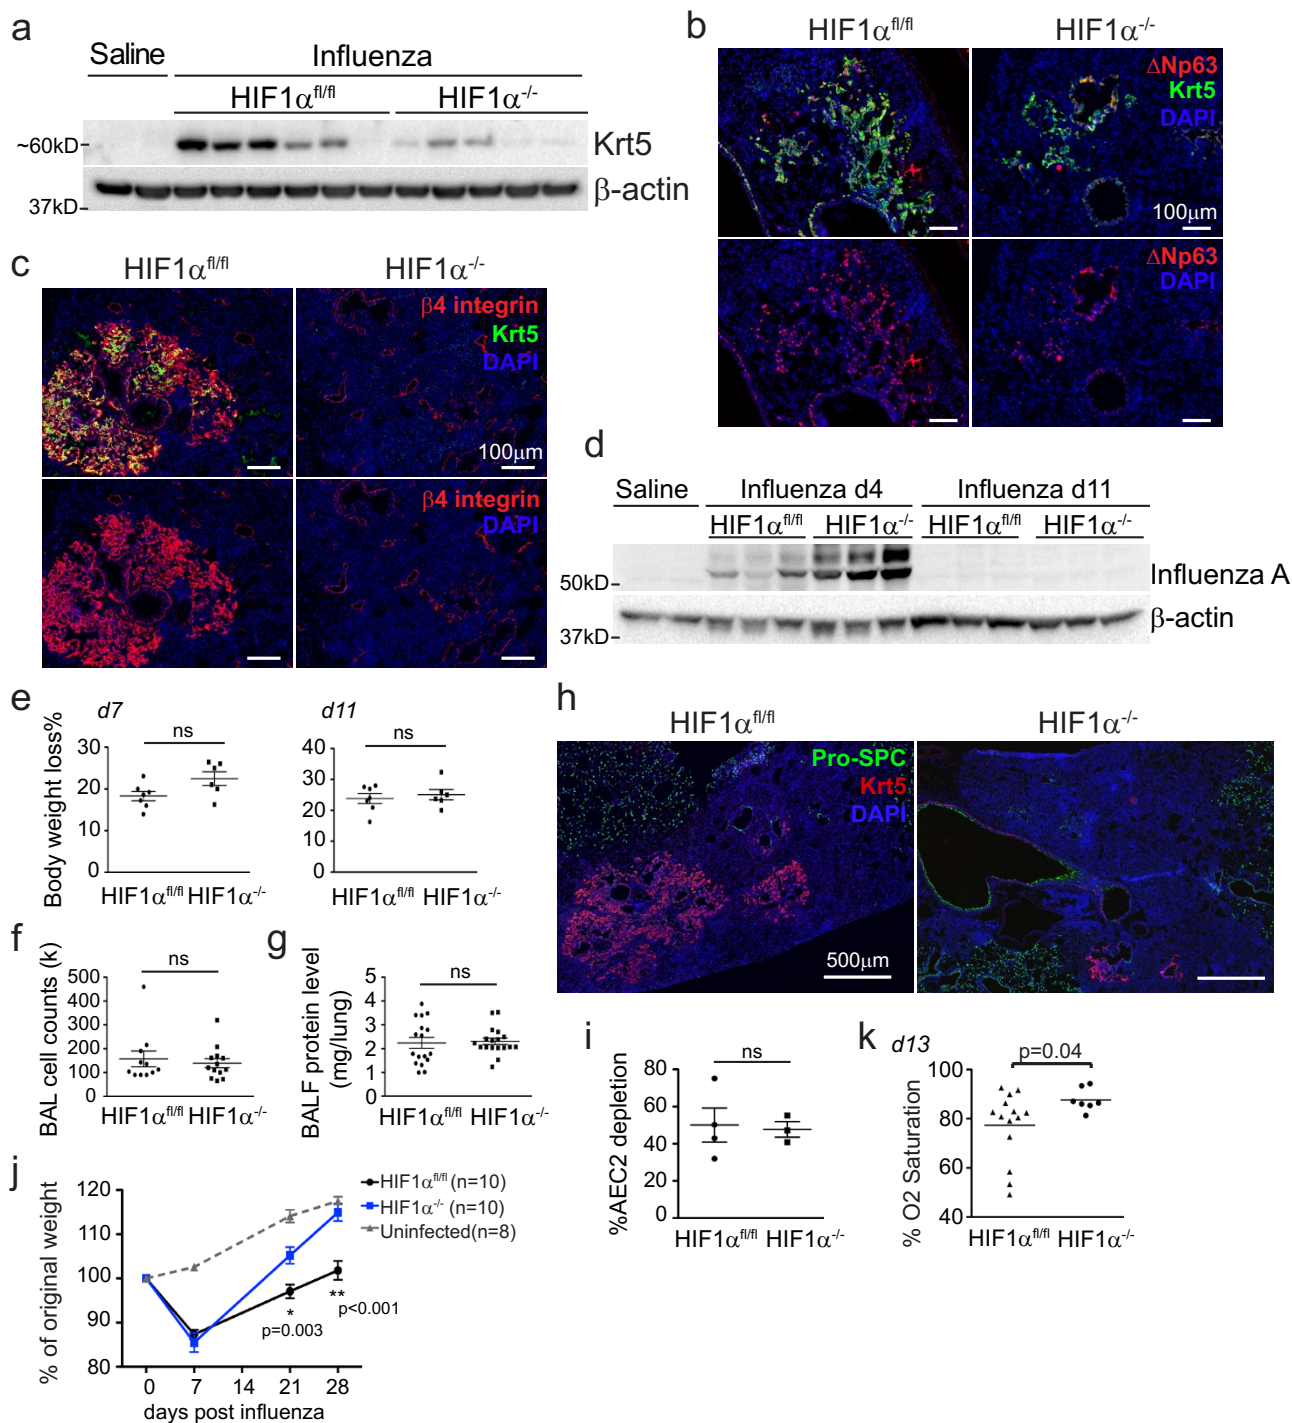 a
Saline
Influenza
HIF1α^fl/fl
HIF1α^-/-
~60kD
Krt5
β-actin
37kD
b
HIF1α^fl/fl
HIF1α^-/-
ΔNp63
Krt5
DAPI
100μm
ΔNp63
DAPI
c
HIF1α^fl/fl
HIF1α^-/-
β4 integrin
Krt5
DAPI
100μm
β4 integrin
DAPI
d
Saline
Influenza d4
Influenza d11
HIF1α^fl/fl
HIF1α^-/-
HIF1α^fl/fl
HIF1α^-/-
50kD
Influenza A
β-actin
37kD
e
Body weight loss%
d7
ns
30
20
10
0
HIF1α^fl/fl
HIF1α^-/-
d11
ns
40
30
20
10
0
HIF1α^fl/fl
HIF1α^-/-
f
BAL cell counts (k)
ns
500
400
300
200
100
0
HIF1α^fl/fl
HIF1α^-/-
g
BALF protein level
(mg/lung)
ns
5
4
3
2
1
0
HIF1α^fl/fl
HIF1α^-/-
h
HIF1α^fl/fl
HIF1α^-/-
Pro-SPC
Krt5
DAPI
500μm
i
%AEC2 depletion
ns
80
60
40
20
0
HIF1α^fl/fl
HIF1α^-/-
j
% of original weight
120
110
100
90
80
HIF1α^fl/fl (n=10)
HIF1α^-/- (n=10)
Uninfected(n=8)
*
p=0.003
**
p<0.001
0
7
14
21
28
days post influenza
k
d13
% O2 Saturation
p=0.04
100
80
60
40
HIF1α^fl/fl
HIF1α^-/-